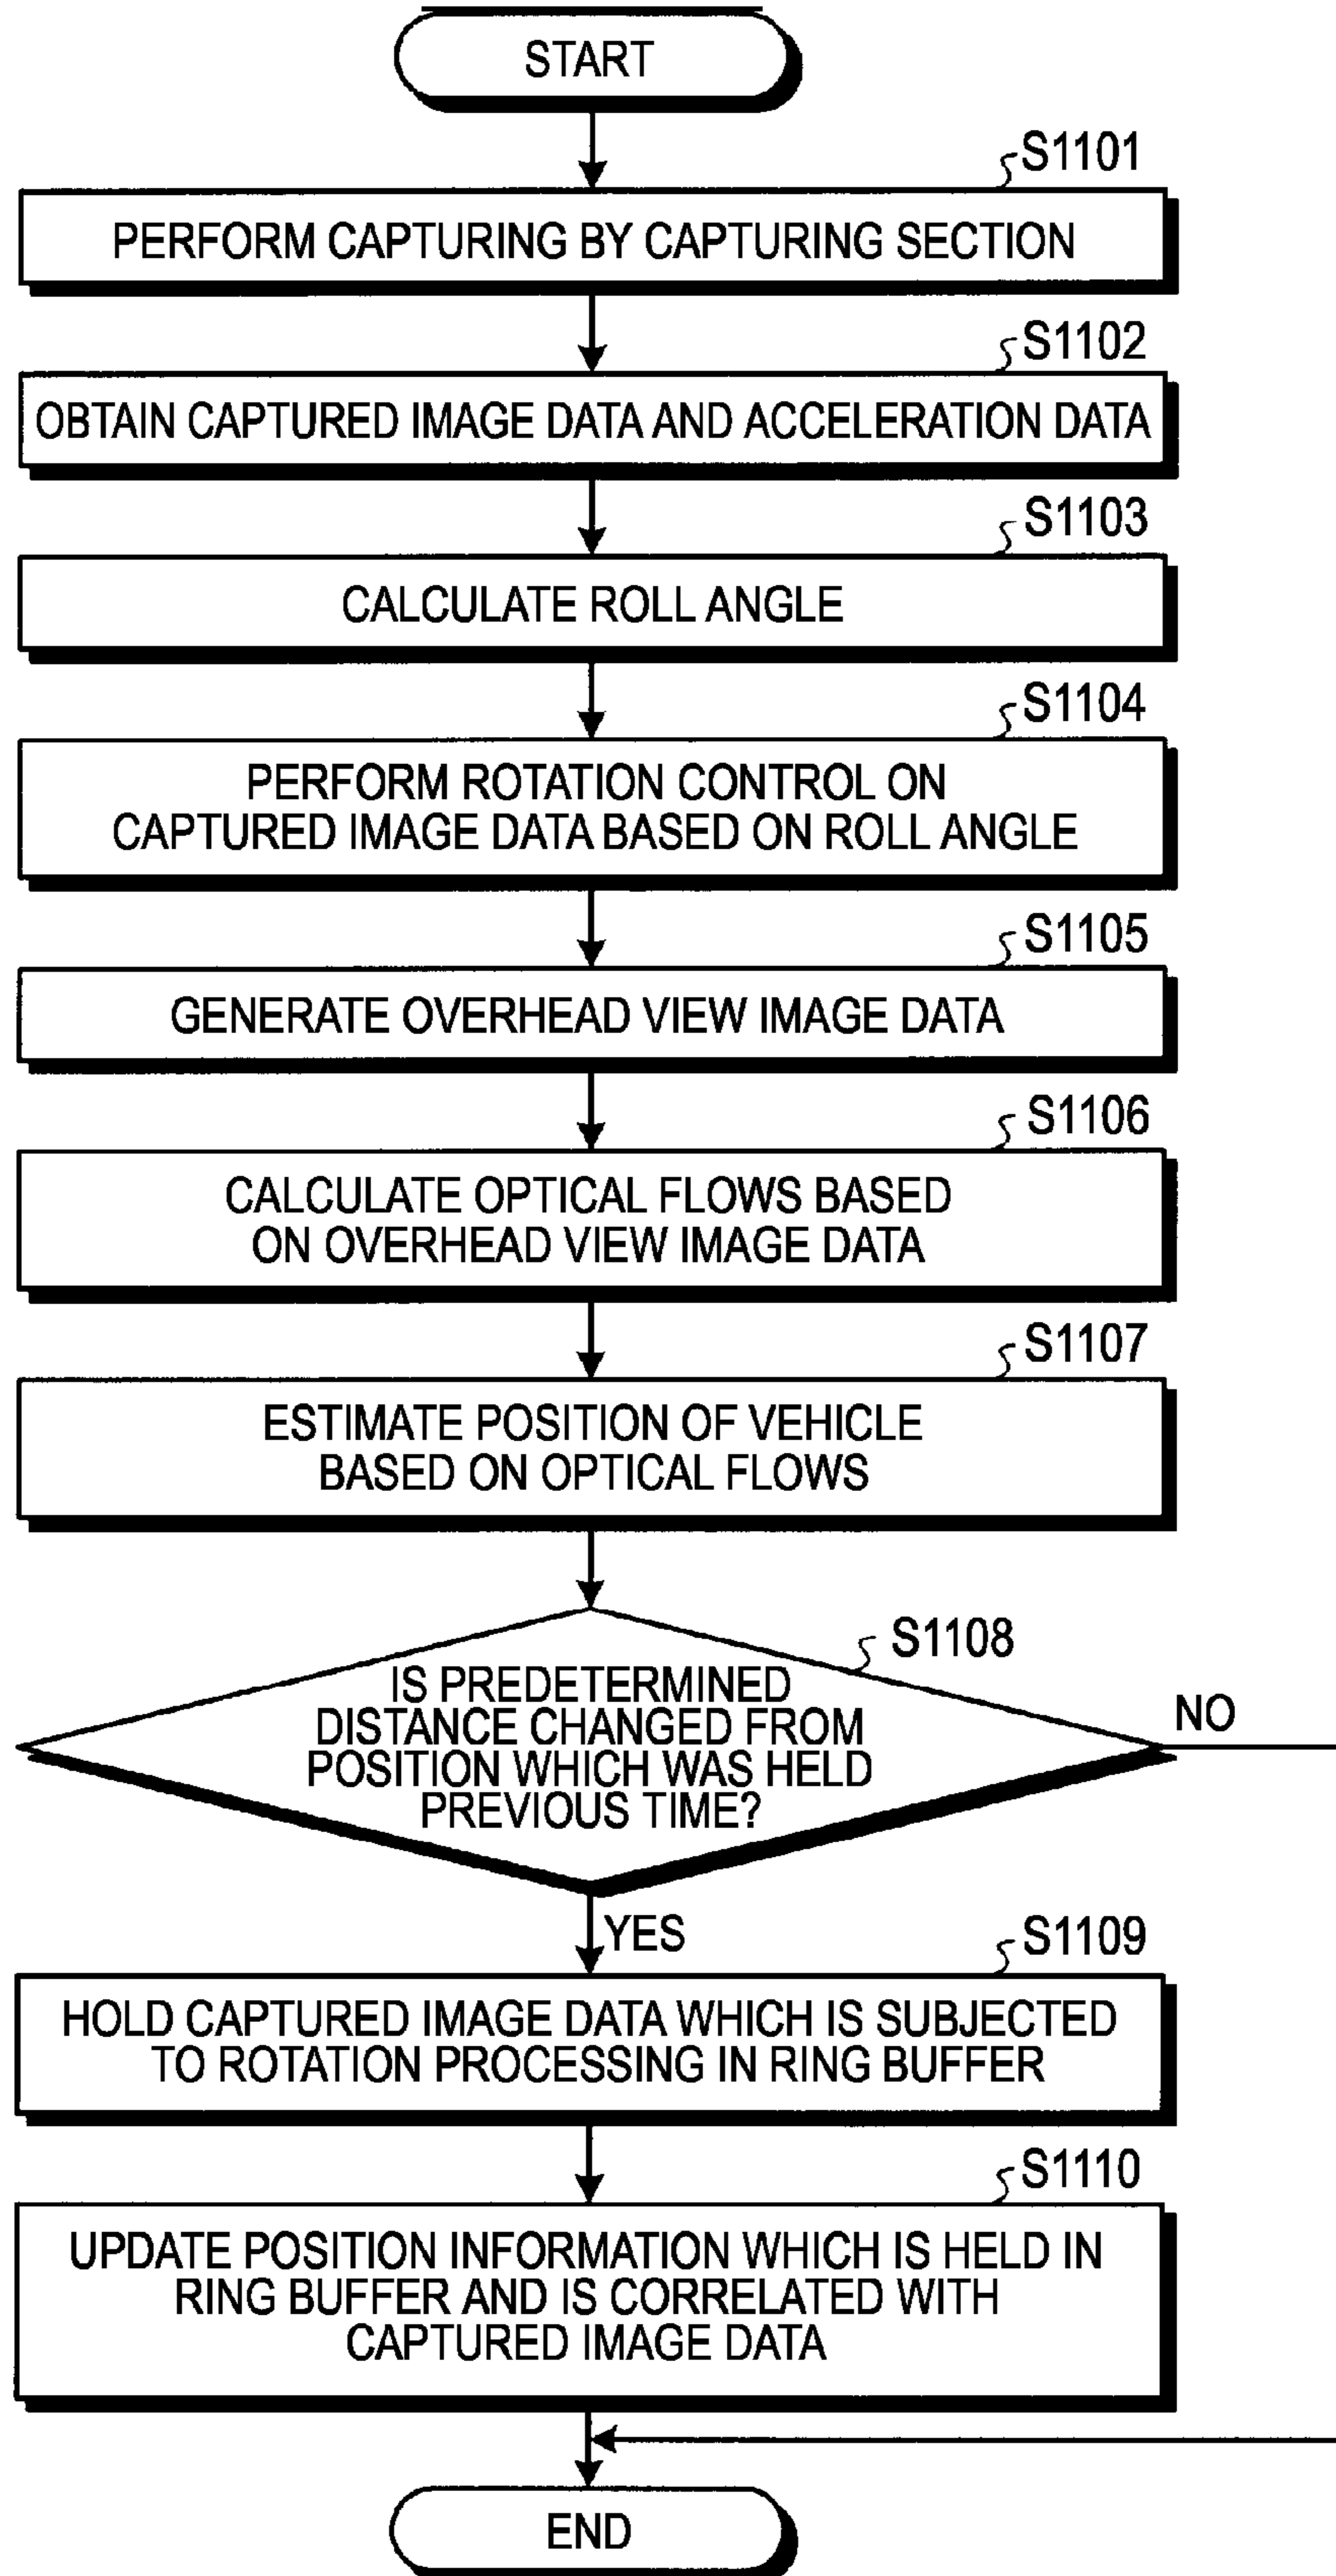 START
S1101
PERFORM CAPTURING BY CAPTURING SECTION
S1102
OBTAIN CAPTURED IMAGE DATA AND ACCELERATION DATA
S1103
CALCULATE ROLL ANGLE
S1104
PERFORM ROTATION CONTROL ON
CAPTURED IMAGE DATA BASED ON ROLL ANGLE
S1105
GENERATE OVERHEAD VIEW IMAGE DATA
S1106
CALCULATE OPTICAL FLOWS BASED
ON OVERHEAD VIEW IMAGE DATA
S1107
ESTIMATE POSITION OF VEHICLE
BASED ON OPTICAL FLOWS
S1108
IS PREDETERMINED
DISTANCE CHANGED FROM
POSITION WHICH WAS HELD
PREVIOUS TIME?
NO
YES
S1109
HOLD CAPTURED IMAGE DATA WHICH IS SUBJECTED
TO ROTATION PROCESSING IN RING BUFFER
S1110
UPDATE POSITION INFORMATION WHICH IS HELD IN
RING BUFFER AND IS CORRELATED WITH
CAPTURED IMAGE DATA
END